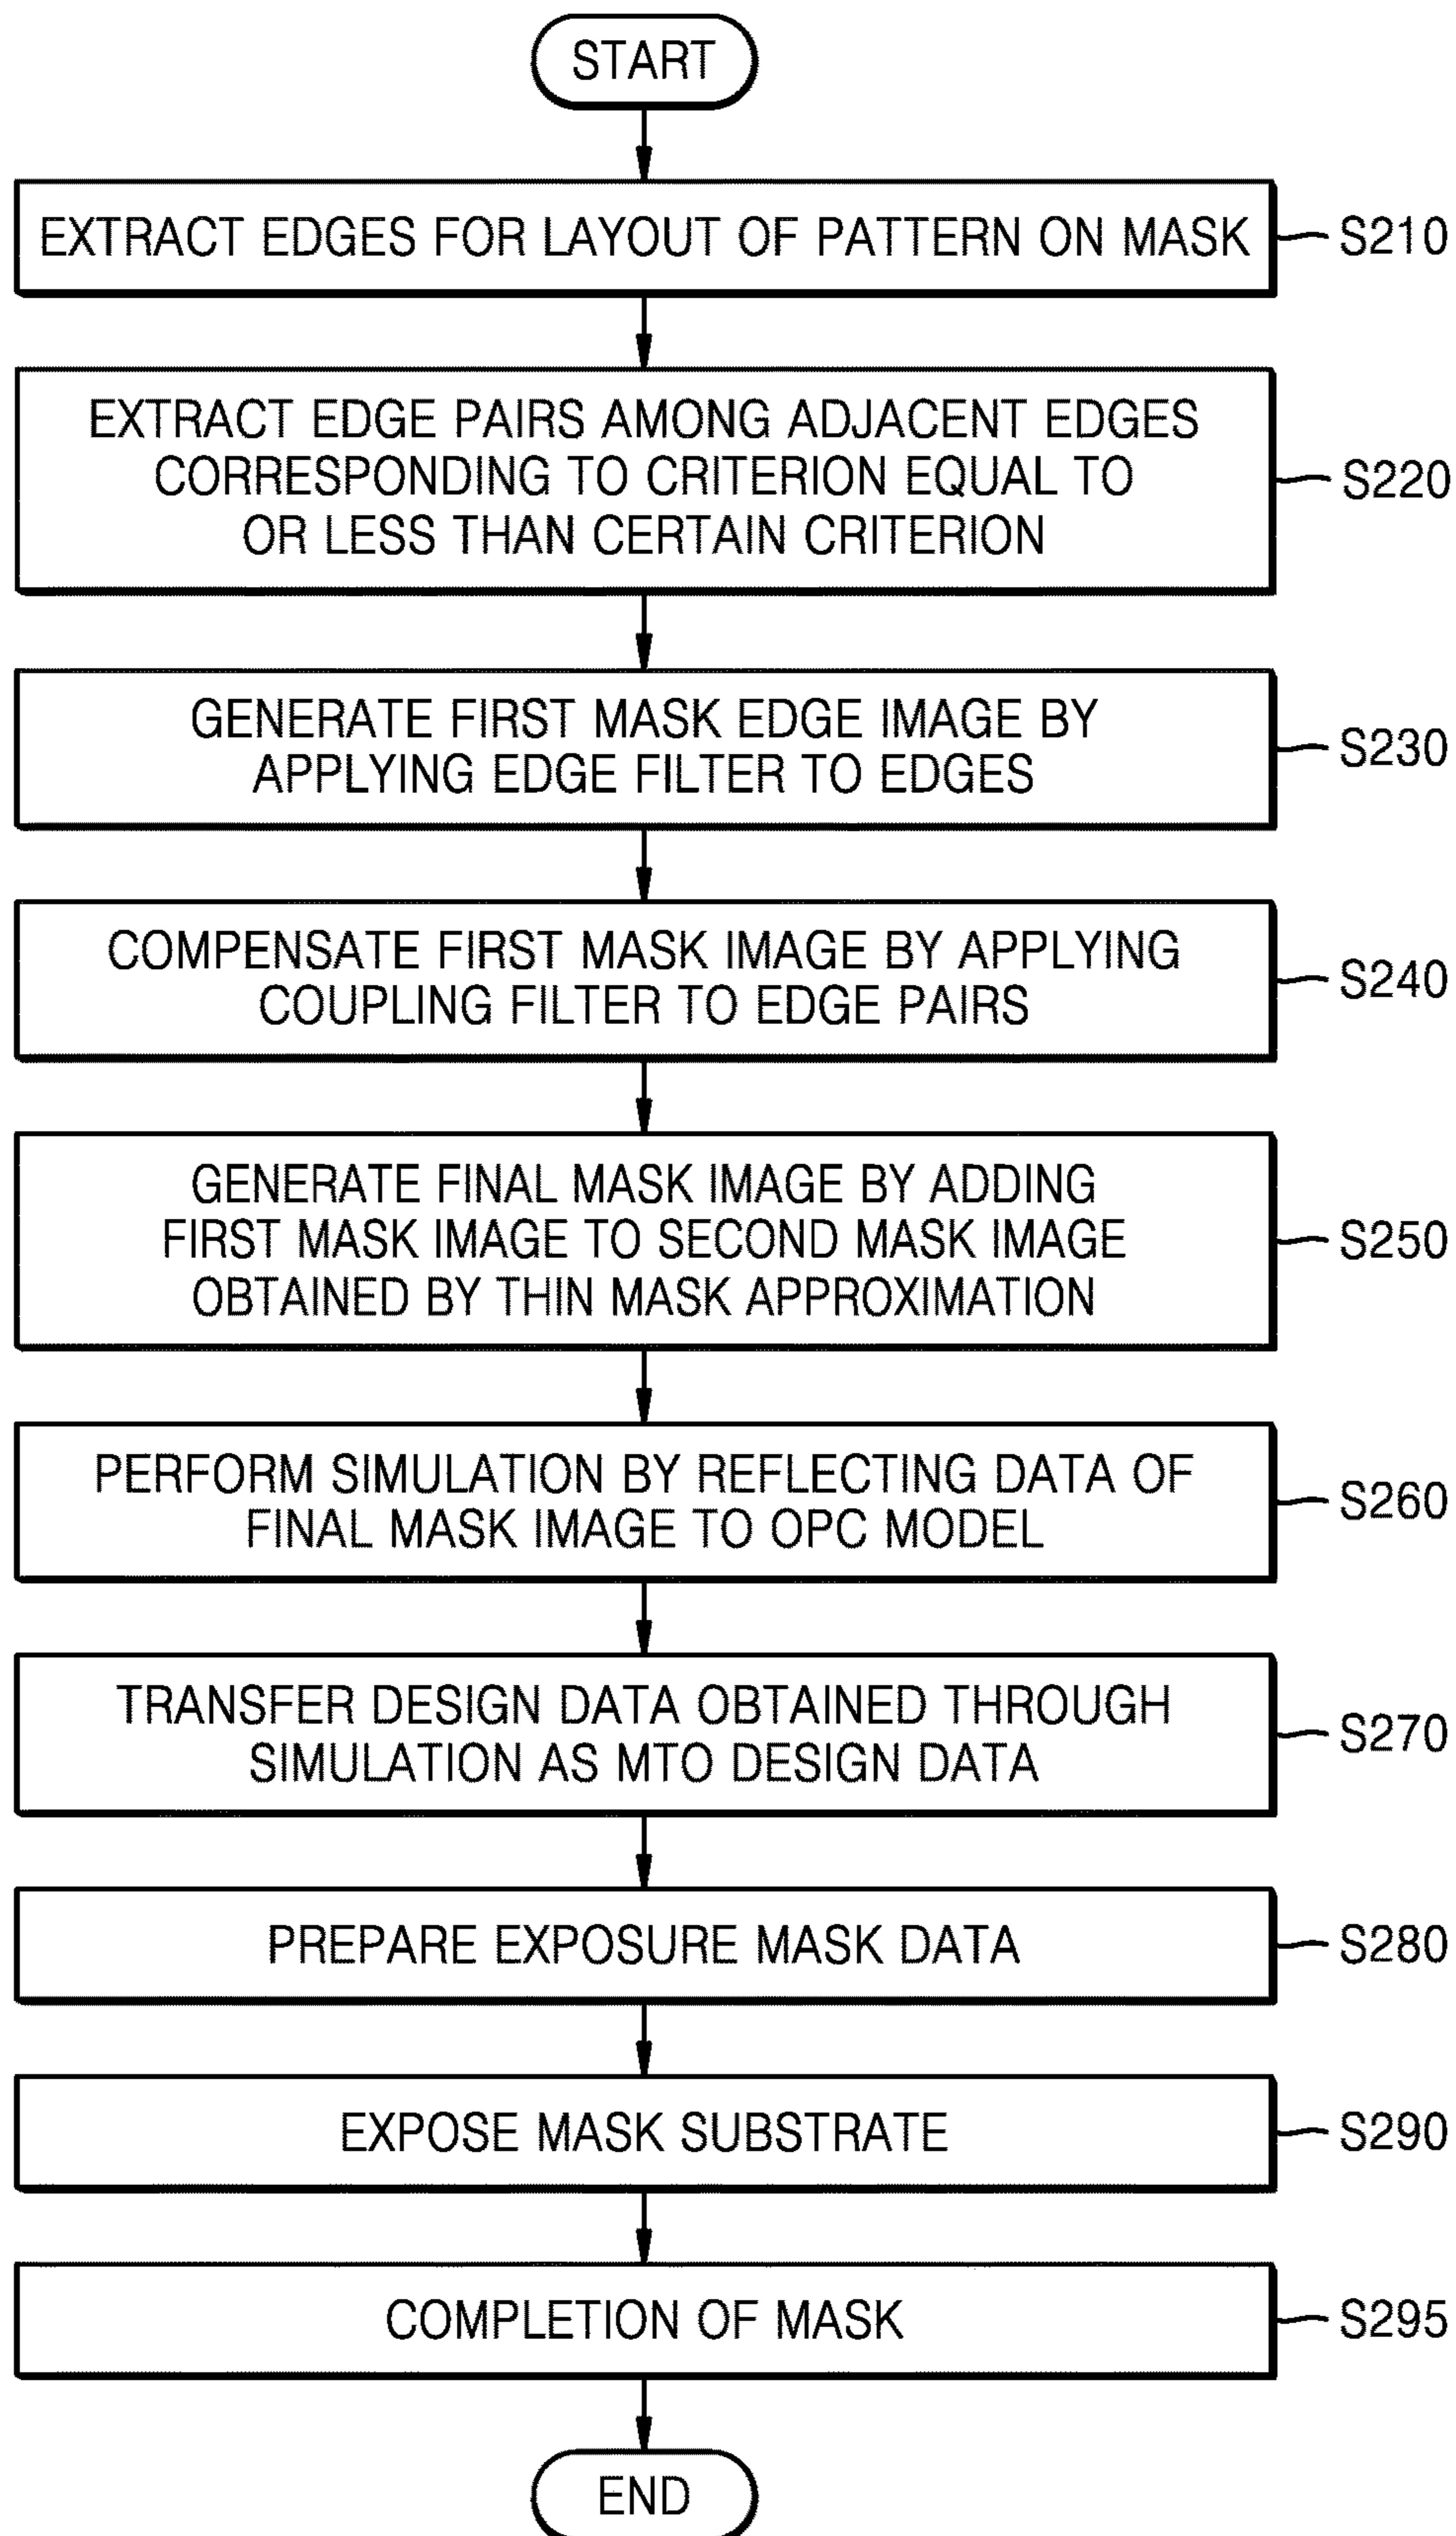 START
EXTRACT EDGES FOR LAYOUT OF PATTERN ON MASK
S210
EXTRACT EDGE PAIRS AMONG ADJACENT EDGES
CORRESPONDING TO CRITERION EQUAL TO
OR LESS THAN CERTAIN CRITERION
S220
GENERATE FIRST MASK EDGE IMAGE BY
APPLYING EDGE FILTER TO EDGES
S230
COMPENSATE FIRST MASK IMAGE BY APPLYING
COUPLING FILTER TO EDGE PAIRS
S240
GENERATE FINAL MASK IMAGE BY ADDING
FIRST MASK IMAGE TO SECOND MASK IMAGE
OBTAINED BY THIN MASK APPROXIMATION
S250
PERFORM SIMULATION BY REFLECTING DATA OF
FINAL MASK IMAGE TO OPC MODEL
S260
TRANSFER DESIGN DATA OBTAINED THROUGH
SIMULATION AS MTO DESIGN DATA
S270
PREPARE EXPOSURE MASK DATA
S280
EXPOSE MASK SUBSTRATE
S290
COMPLETION OF MASK
S295
END